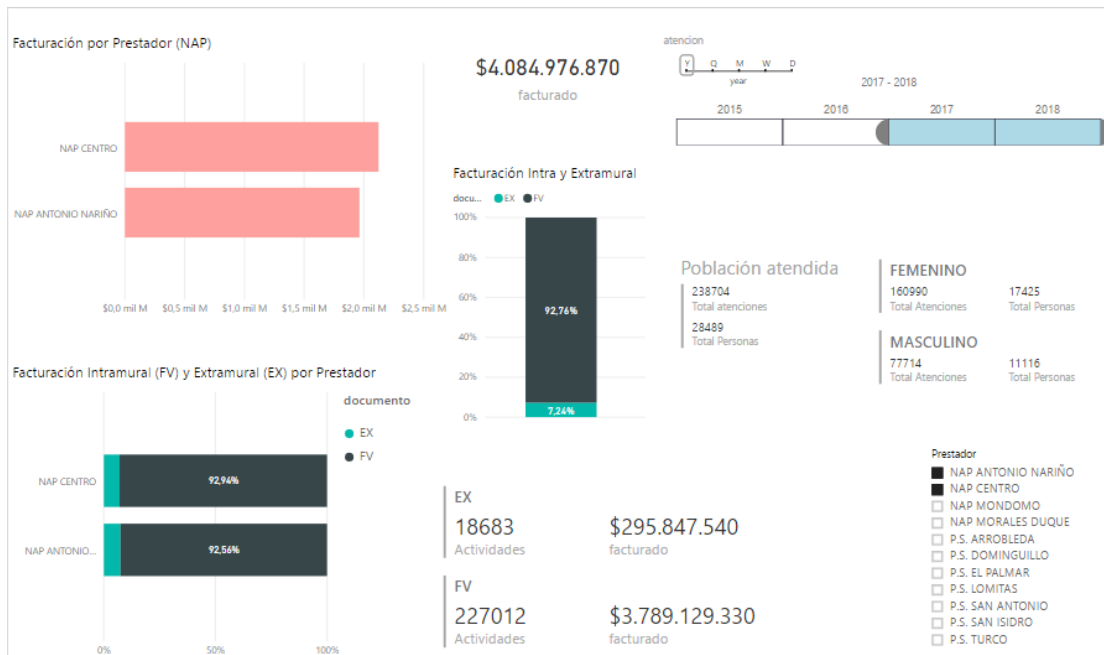 Facturación por Prestador (NAP)
NAP CENTRO
NAP ANTONIO NARIÑO
$0,0 mil M $0,5 mil M $1,0 mil M $1,5 mil M $2,0 mil M $2,5 mil M
$4.084.976.870
facturado
atencion
Y Q M W D
year
2017 - 2018
2015 2016 2017 2018
Facturación Intra y Extramural
docu... EX FV
100%
80%
60%
40%
20%
0%
92,76%
7,24%
Población atendida
238704
Total atenciones
28489
Total Personas
FEMENINO
160990 17425
Total Atenciones Total Personas
MASCULINO
77714 11116
Total Atenciones Total Personas
Facturación Intramural (FV) y Extramural (EX) por Prestador
documento
EX
FV
NAP CENTRO 92,94%
NAP ANTONIO... 92,56%
0% 50% 100%
EX
18683 $295.847.540
Actividades facturado
FV
227012 $3.789.129.330
Actividades facturado
Prestador
NAP ANTONIO NARIÑO
NAP CENTRO
NAP MONDOMO
NAP MORALES DUQUE
P.S. ARROBLEDA
P.S. DOMINGUILLO
P.S. EL PALMAR
P.S. LOMITAS
P.S. SAN ANTONIO
P.S. SAN ISIDRO
P.S. TURCO